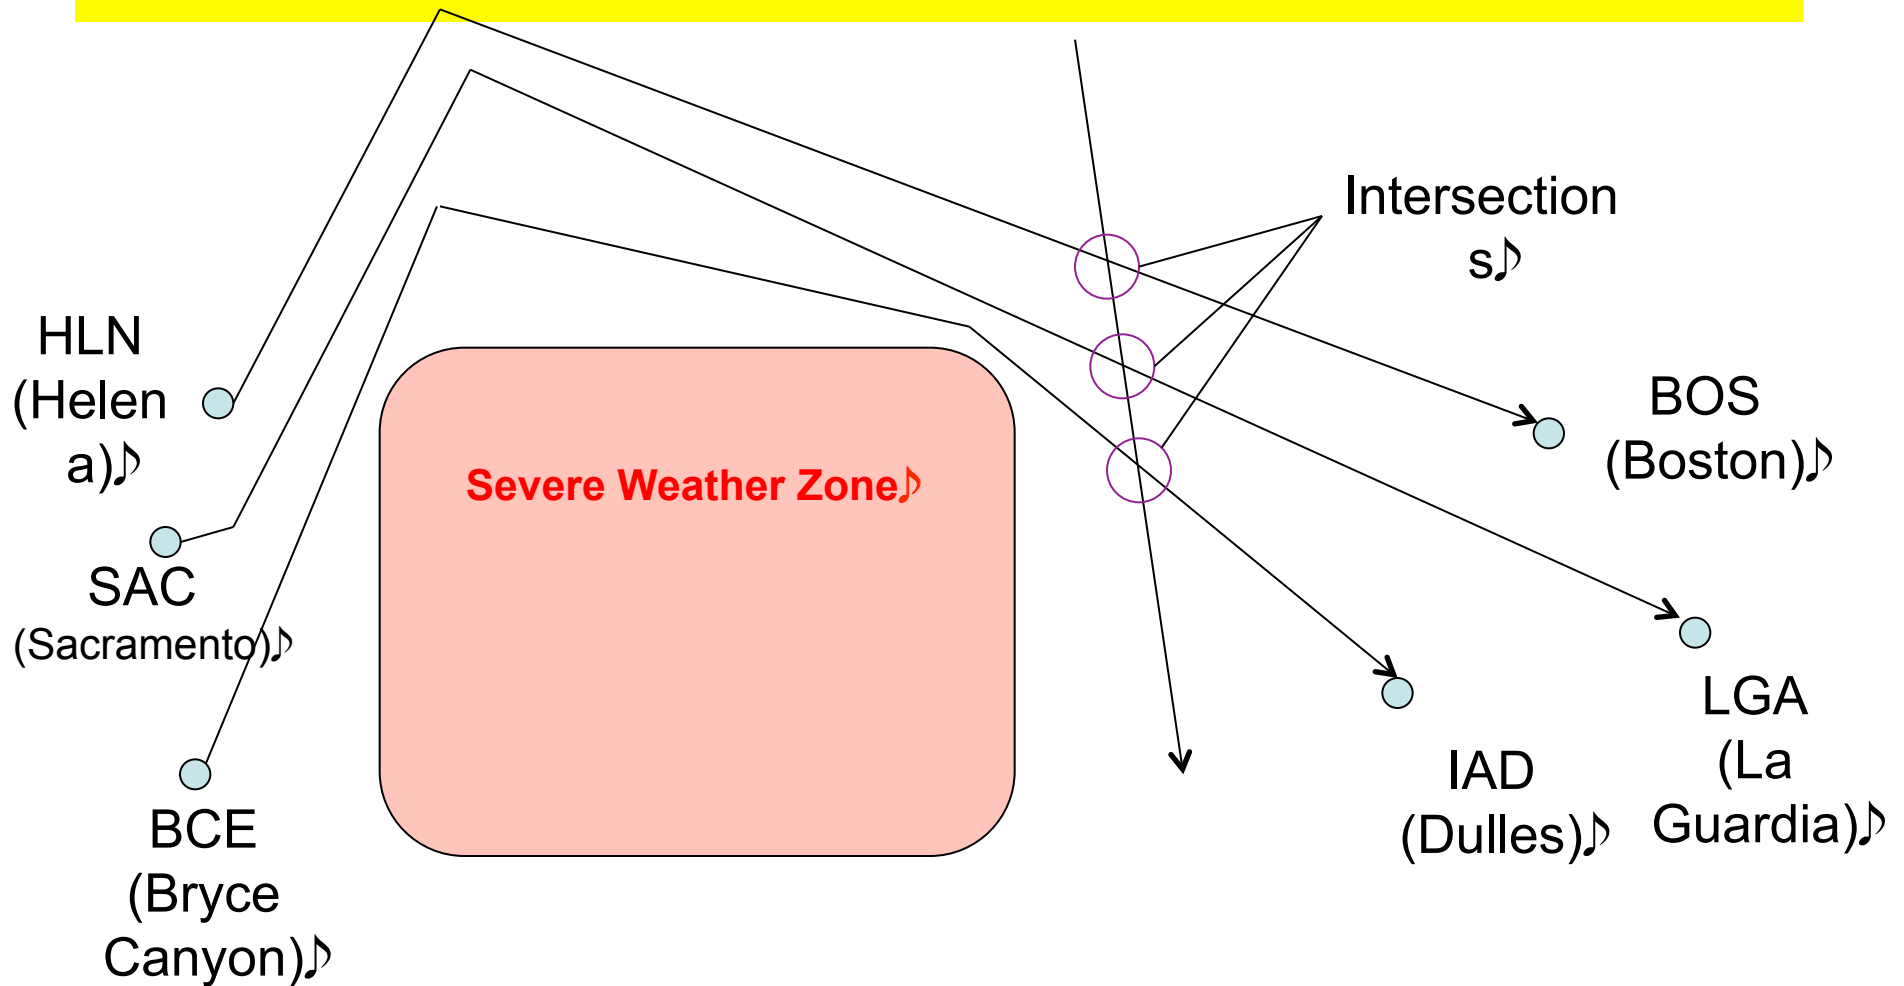 Intersection
s♪
HLN
(Helen
a)♪
BOS
(Boston)♪
Severe Weather Zone♪
SAC
(Sacramento)♪
LGA
(La
Guardia)♪
IAD
(Dulles)♪
BCE
(Bryce
Canyon)♪